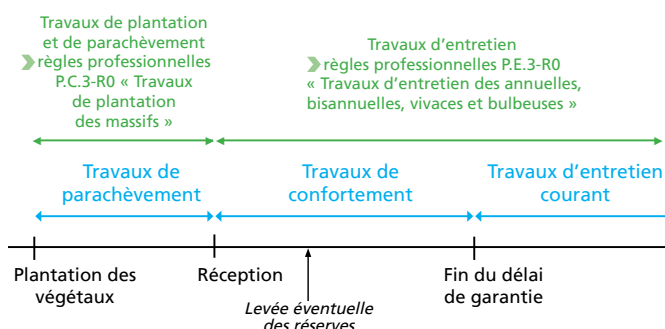 Travaux de plantation
et de parachèvement
règles professionnelles
P.C.3-R0 « Travaux
de plantation
des massifs »
Travaux d'entretien
règles professionnelles P.E.3-R0
« Travaux d'entretien des annuelles,
bisannuelles, vivaces et bulbeuses »
Travaux de
parachèvement
Travaux de
confortement
Travaux d'entretien
courant
Plantation des
végétaux
Réception
Levée éventuelle
des réserves
Fin du délai
de garantie